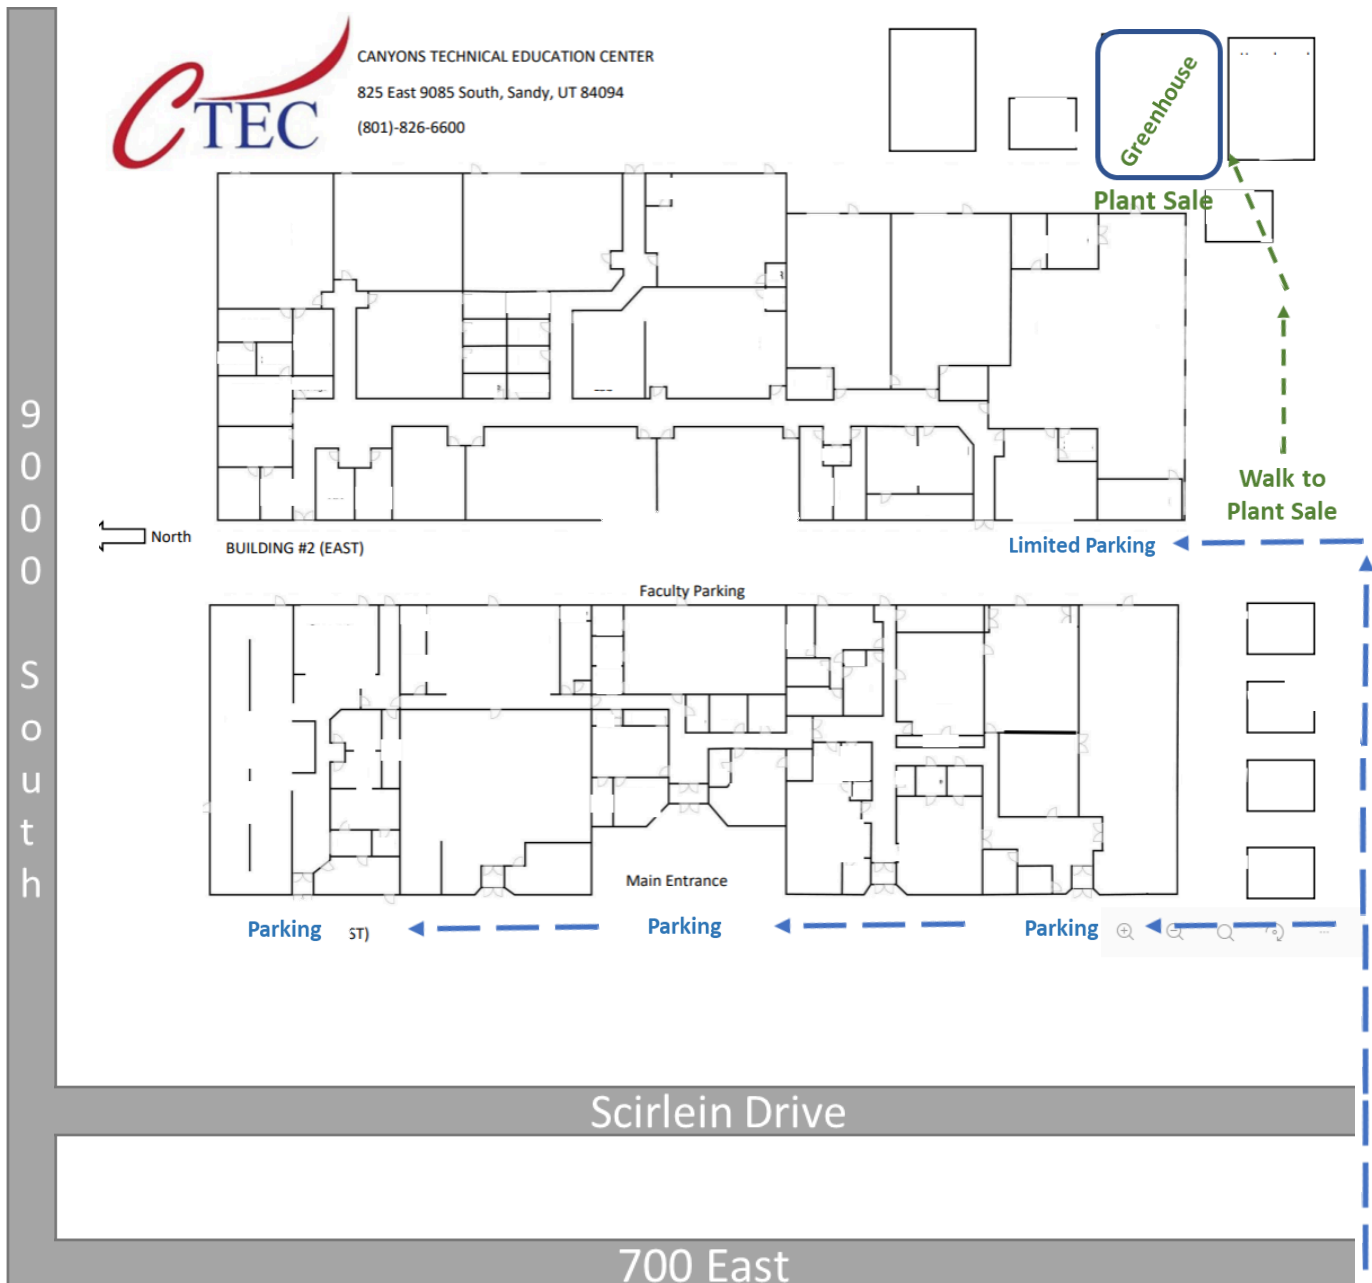 CTEC
CANYONS TECHNICAL EDUCATION CENTER
825 East 9085 South, Sandy, UT 84094
(801)-826-6600
Greenhouse
Plant Sale
Walk to
Plant Sale
North
BUILDING #2 (EAST)
Limited Parking
Faculty Parking
Main Entrance
Parking
ST)
Parking
Parking
9000 South
Scirlein Drive
700 East